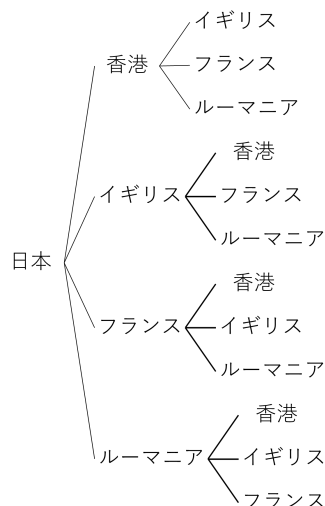 日本
香港
イギリス
フランス
ルーマニア
イギリス
香港
フランス
ルーマニア
フランス
香港
イギリス
ルーマニア
ルーマニア
香港
イギリス
フランス